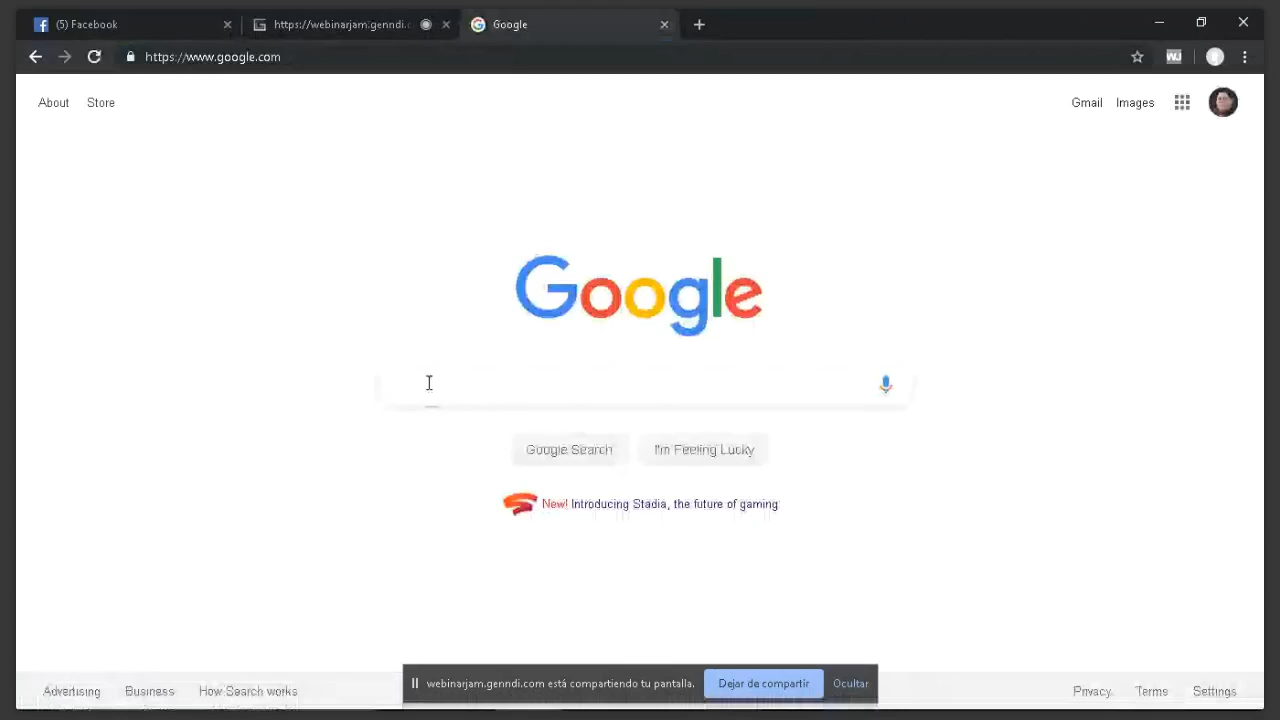 (5) Facebook
https://webinarjam.genndi.c
Google
https://www.google.com
WJ
About Store
Gmail Images
Google
Google Search I'm Feeling Lucky
New! Introducing Stadia, the future of gaming
webinarjam.genndi.com está compartiendo tu pantalla. Dejar de compartir Ocultar
Advertising Business How Search works
Privacy Terms Settings